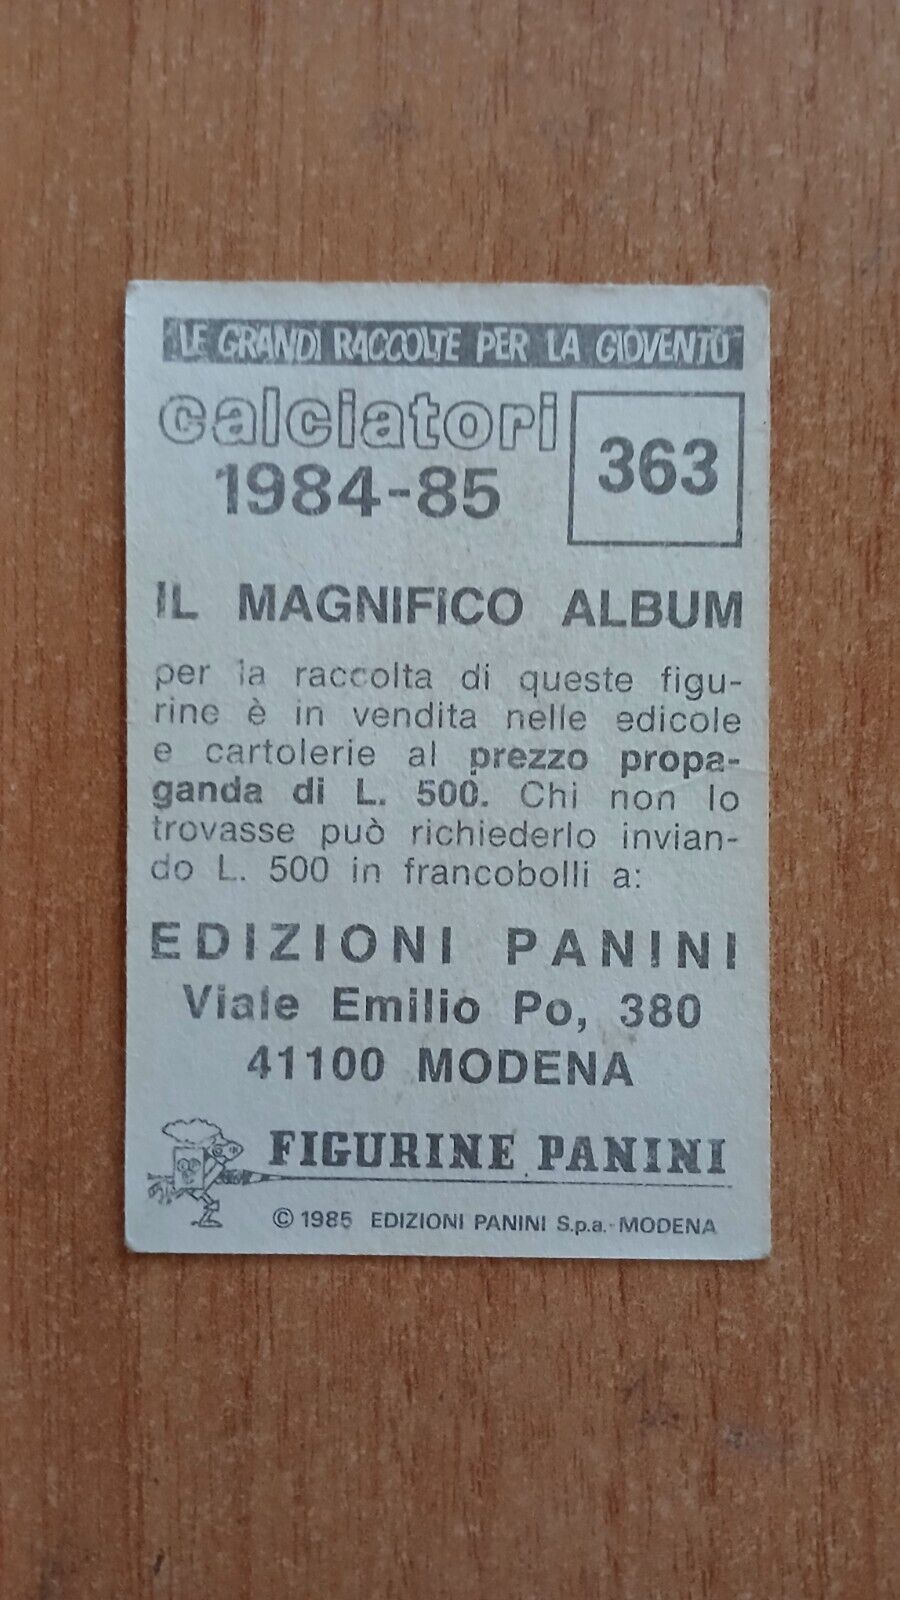 LE GRANDI RACCOLTE PER LA GIOVENTÙ
calciatori
1984-85
363
IL MAGNIFICO ALBUM
per la raccolta di queste figu-
rine è in vendita nelle edicole
e cartolerie al prezzo propa-
ganda di L. 500. Chi non lo
trovasse può richiederlo invian-
do L. 500 in francobolli a:
EDIZIONI PANINI
Viale Emilio Po, 380
41100 MODENA
FIGURINE PANINI
© 1985 EDIZIONI PANINI S.p.a. - MODENA